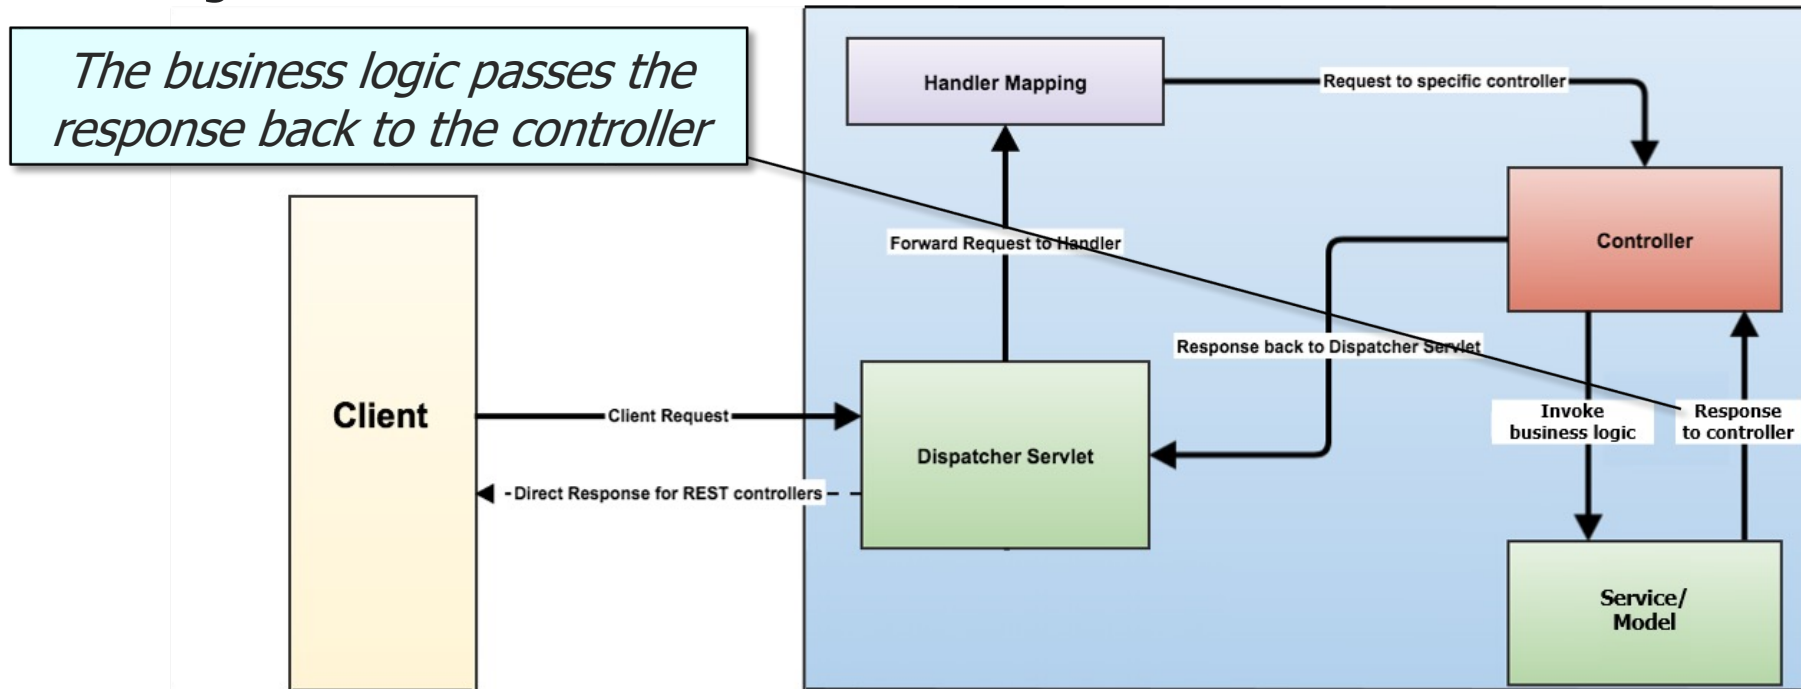 The business logic passes the
response back to the controller
Handler Mapping
Request to specific controller
Controller
Forward Request to Handler
Response back to Dispatcher Servlet
Client
Client Request
Dispatcher Servlet
Direct Response for REST controllers
Invoke
business logic
Response
to controller
Service/
Model